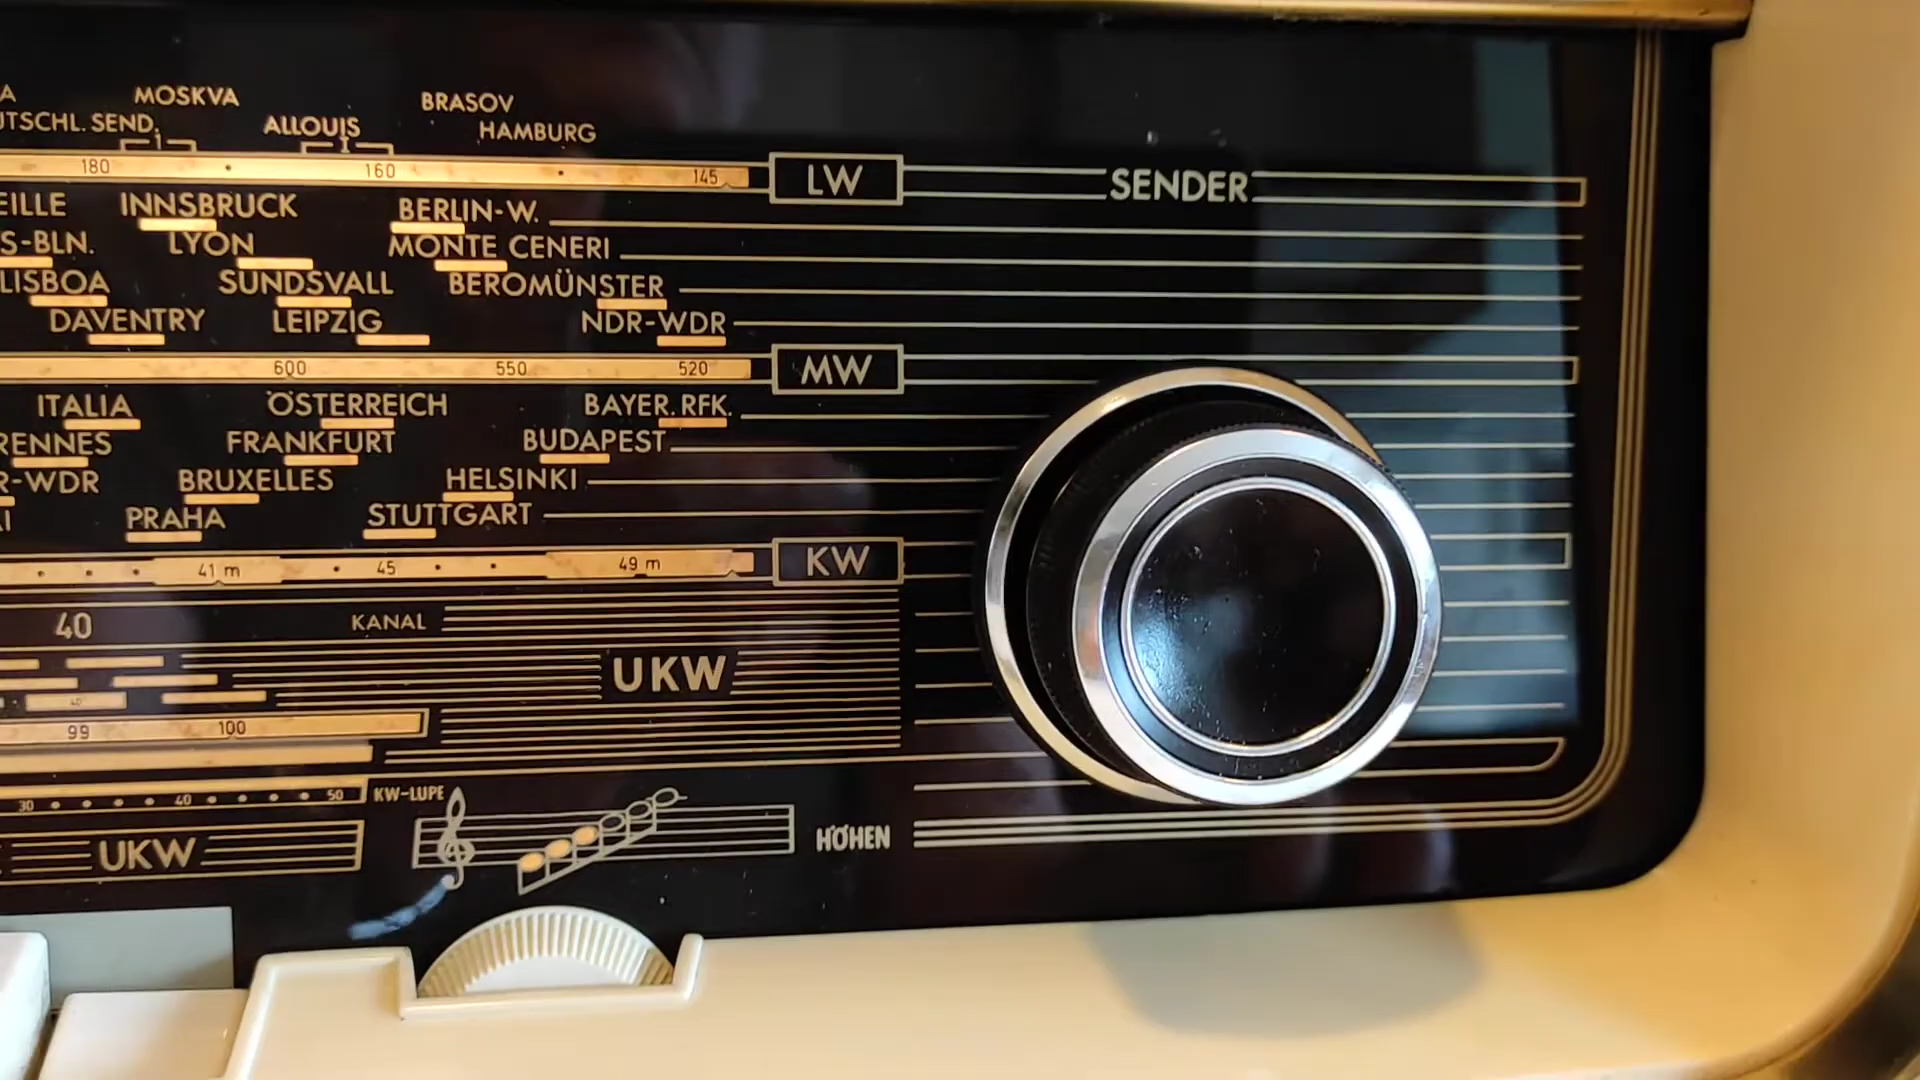 MOSKVA
BRASOV
ALLOUIS
HAMBURG
SEND.
180 160 145 LW SENDER
INNSBRUCK BERLIN-W.
S-BLN. LYON MONTE CENERI
LISBOA SUNDSVALL BEROMÜNSTER
DAVENTRY LEIPZIG NDR-WDR
600 550 520 MW
ITALIA ÖSTERREICH BAYER.RFK.
RENNES FRANKFURT BUDAPEST
R-WDR BRUXELLES HELSINKI
PRAHA STUTTGART
41 m 45 49 m KW
40 KANAL
UKW
40
99 100
30 40 50 KW-LUPE
UKW HÖHEN